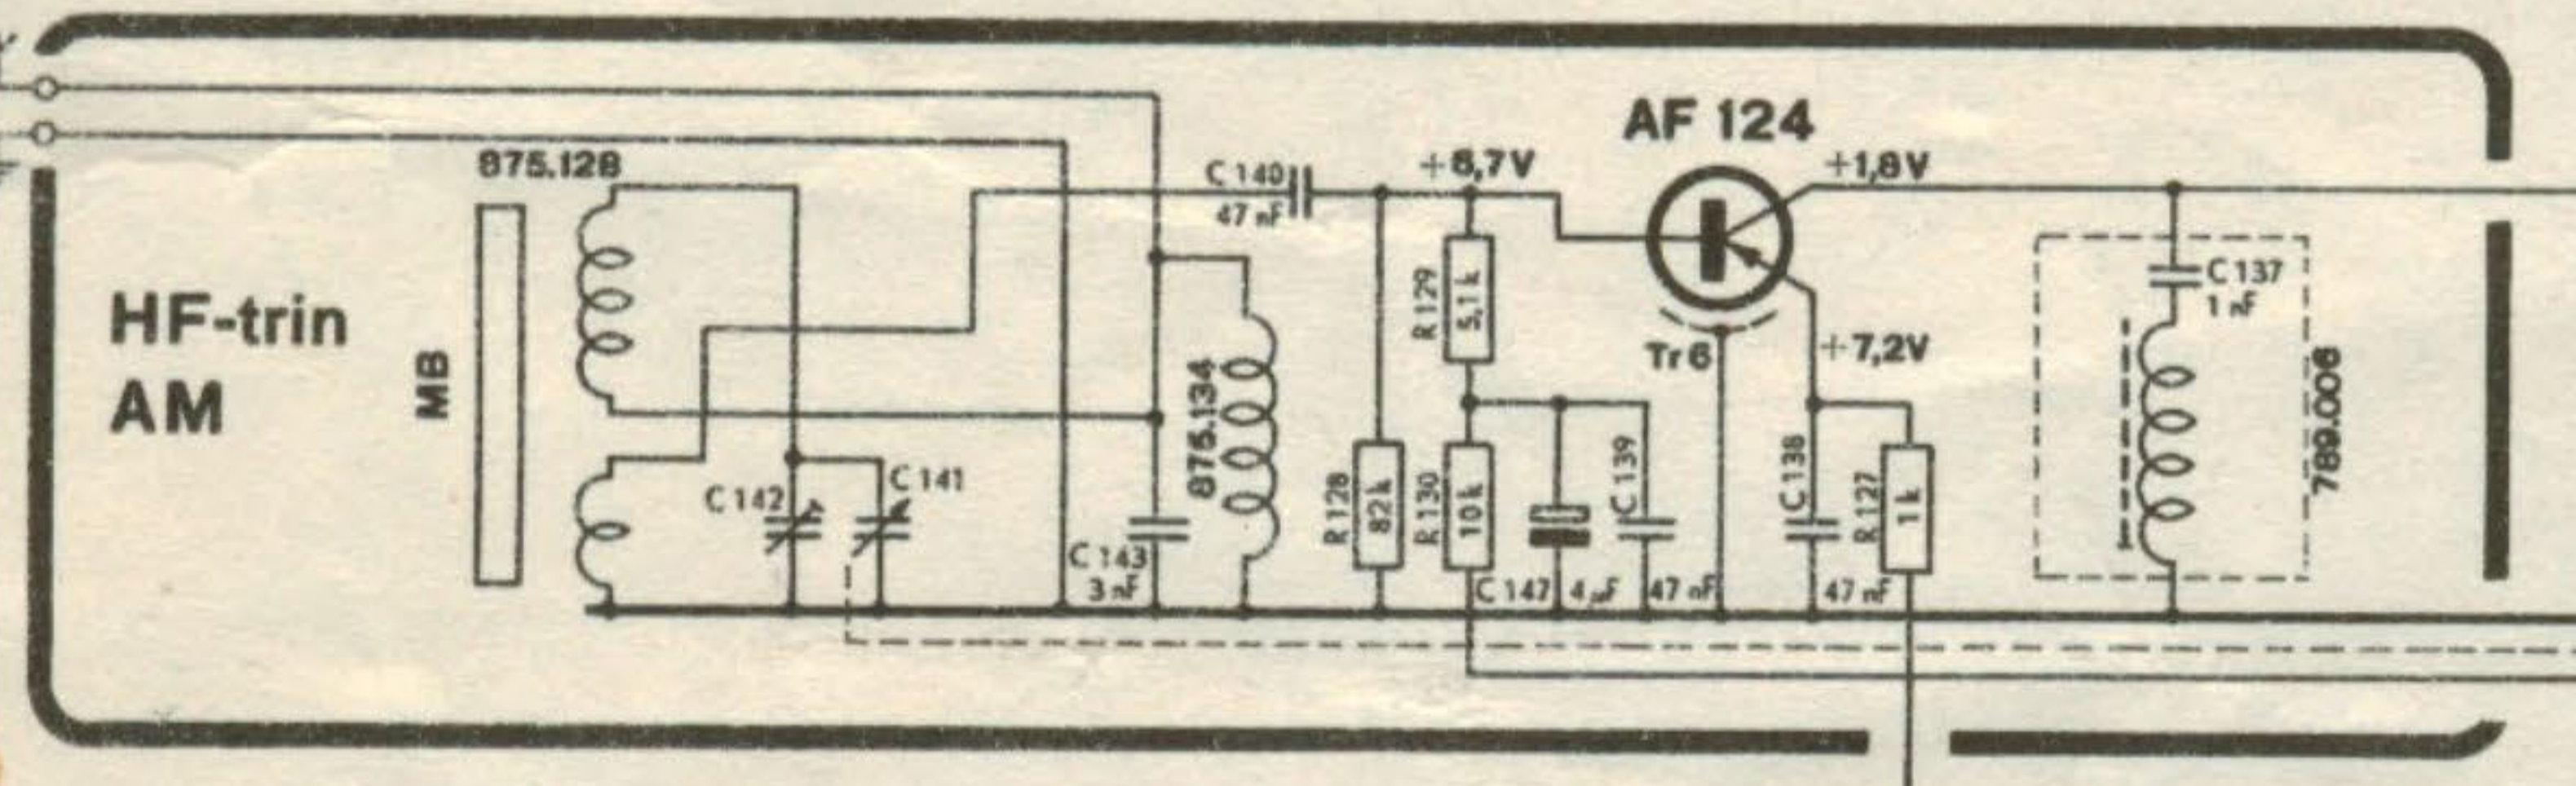 HF-trin
AM
MB
875.128
C 142
C 141
C 140
47 nF
C 143
3 nF
875.134
R 128
82 k
+6,7V
R 129
5,1 k
R 130
10 k
C 147
4 µF
C 139
47 nF
AF 124
Tr 6
+1,8V
+7,2V
C 138
47 nF
R 127
1 k
C 137
1 nF
789.006